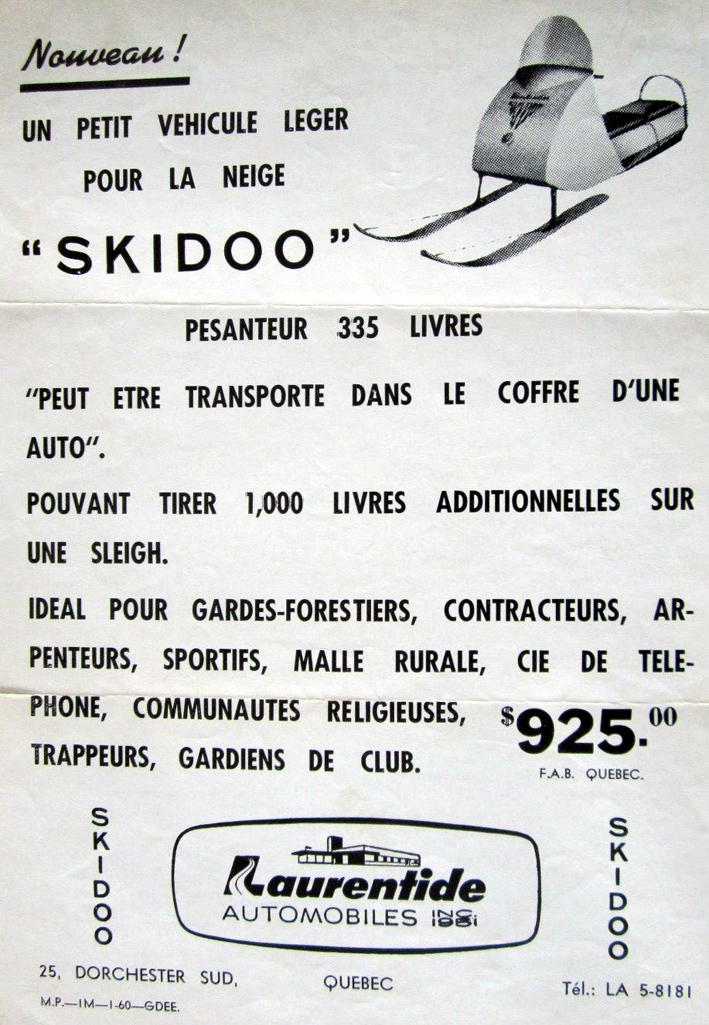 Nouveau !
UN PETIT VEHICULE LEGER
POUR LA NEIGE
“SKIDOO”
PESANTEUR 335 LIVRES
“PEUT ETRE TRANSPORTE DANS LE COFFRE D'UNE
AUTO“.
POUVANT TIRER 1,000 LIVRES ADDITIONNELLES SUR
UNE SLEIGH.
IDEAL POUR GARDES-FORESTIERS, CONTRACTEURS, AR-
PENTEURS, SPORTIFS, MALLE RURALE, CIE DE TELE-
PHONE, COMMUNAUTES RELIGIEUSES,
TRAPPEURS, GARDIENS DE CLUB.
$925.00
F.A.B. QUEBEC.
SKIDOO
Laurentide
AUTOMOBILES INC.
1951
SKIDOO
25, DORCHESTER SUD, QUEBEC
Tél.: LA 5-8181
M.P.—1M—1-60—GDEE.